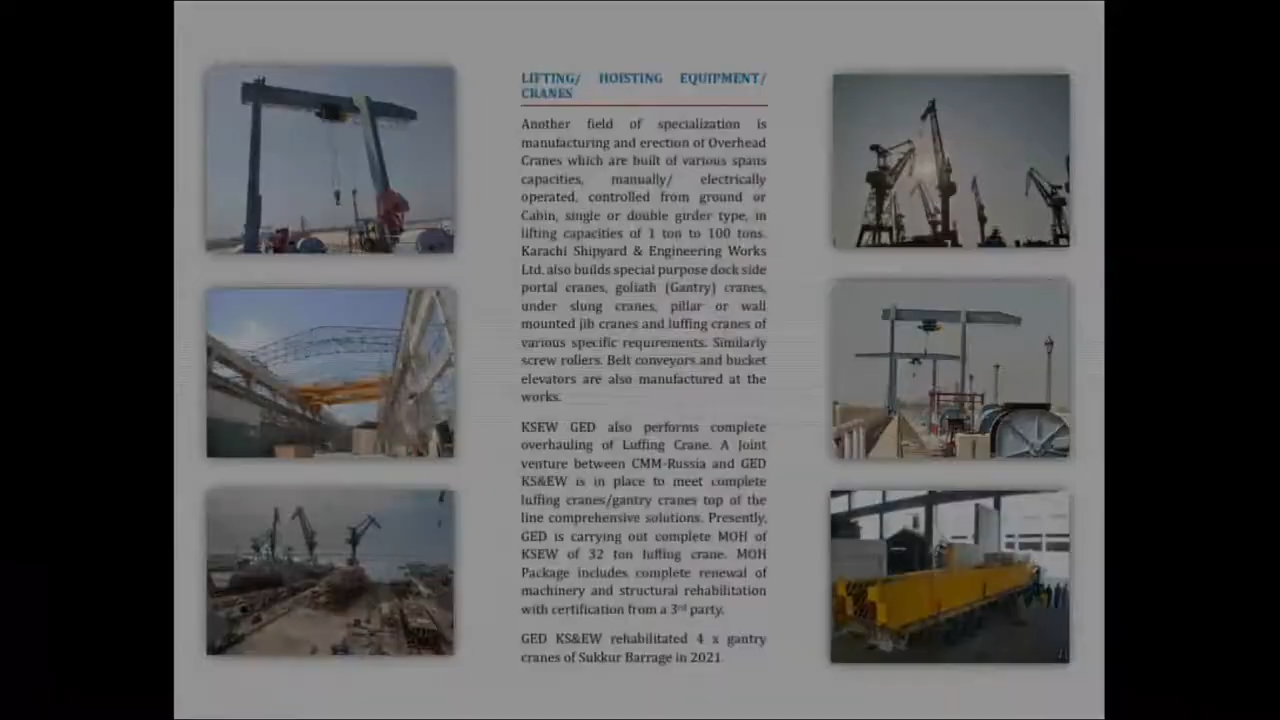 LIFTING/ HOISTING EQUIPMENT/
CRANES
Another field of specialization is
manufacturing and erection of Overhead
Cranes which are built of various spans
capacities, manually/ electrically
operated, controlled from ground or
Cabin, single or double girder type, in
lifting capacities of 1 ton to 100 tons.
Karachi Shipyard & Engineering Works
Ltd. also builds special purpose dock side
portal cranes, goliath (Gantry) cranes,
under slung cranes, pillar or wall
mounted jib cranes and luffing cranes of
various specific requirements. Similarly
screw rollers. Belt conveyors and bucket
elevators are also manufactured at the
works.
KSEW GED also performs complete
overhauling of Luffing Crane. A Joint
venture between CMM-Russia and GED
KS&EW is in place to meet complete
luffing cranes/gantry cranes top of the
line comprehensive solutions. Presently,
GED is carrying out complete MOH of
KSEW of 32 ton luffing crane. MOH
Package includes complete renewal of
machinery and structural rehabilitation
with certification from a 3rd party.
GED KS&EW rehabilitated 4 x gantry
cranes of Sukkur Barrage in 2021.